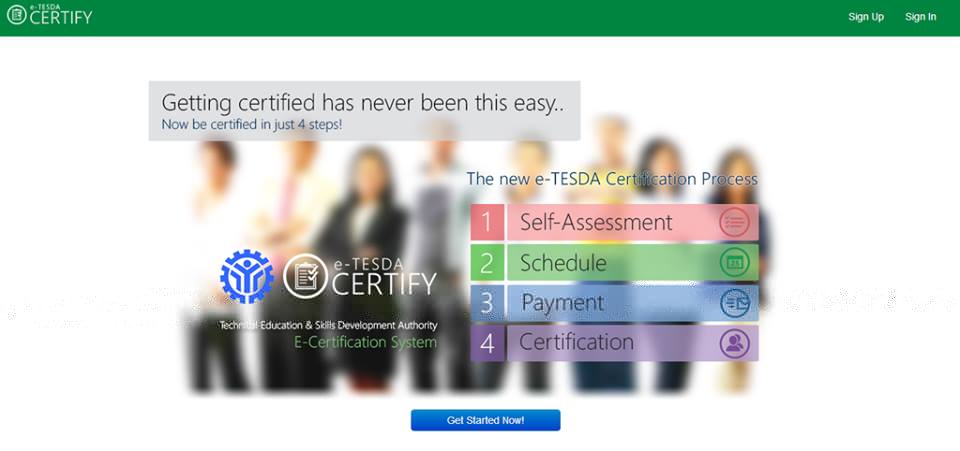 e-TESDA
CERTIFY
Sign Up
Sign In
Getting certified has never been this easy..
Now be certified in just 4 steps!
The new e-TESDA Certification Process
1 Self-Assessment
2 Schedule
3 Payment
4 Certification
e-TESDA
CERTIFY
Technical Education & Skills Development Authority
E-Certification System
Get Started Now!